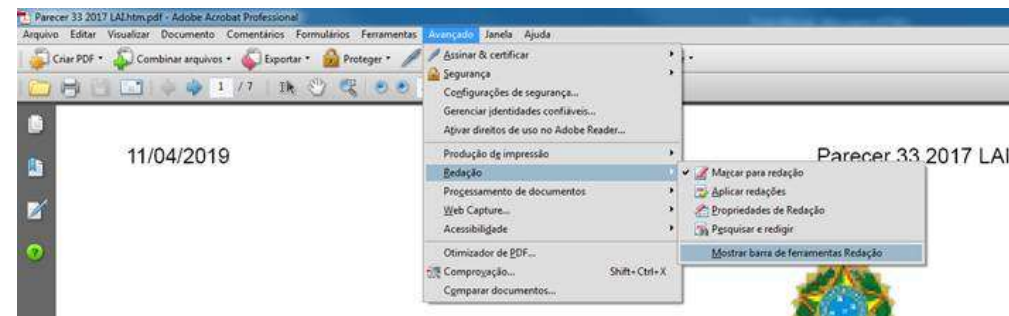 Parecer 33 2017 LAI.htm.pdf - Adobe Acrobat Professional
Arquivo Editar Visualizar Documento Comentários Formulários Ferramentas Avançado Janela Ajuda
Criar PDF Combinar arquivos Exportar Proteger
1 / 7
Assinar & certificar
Segurança
Configurações de segurança...
Gerenciar identidades confiáveis...
Ativar direitos de uso no Adobe Reader...
Produção de impressão
Redação
Processamento de documentos
Web Capture...
Acessibilidade
Otimizador de PDF...
Comprovação... Shift+Ctrl+X
Comparar documentos...
Marcar para redação
Aplicar redações
Propriedades de Redação
Pesquisar e redigir
Mostrar barra de ferramentas Redação
11/04/2019
Parecer 33 2017 LAI